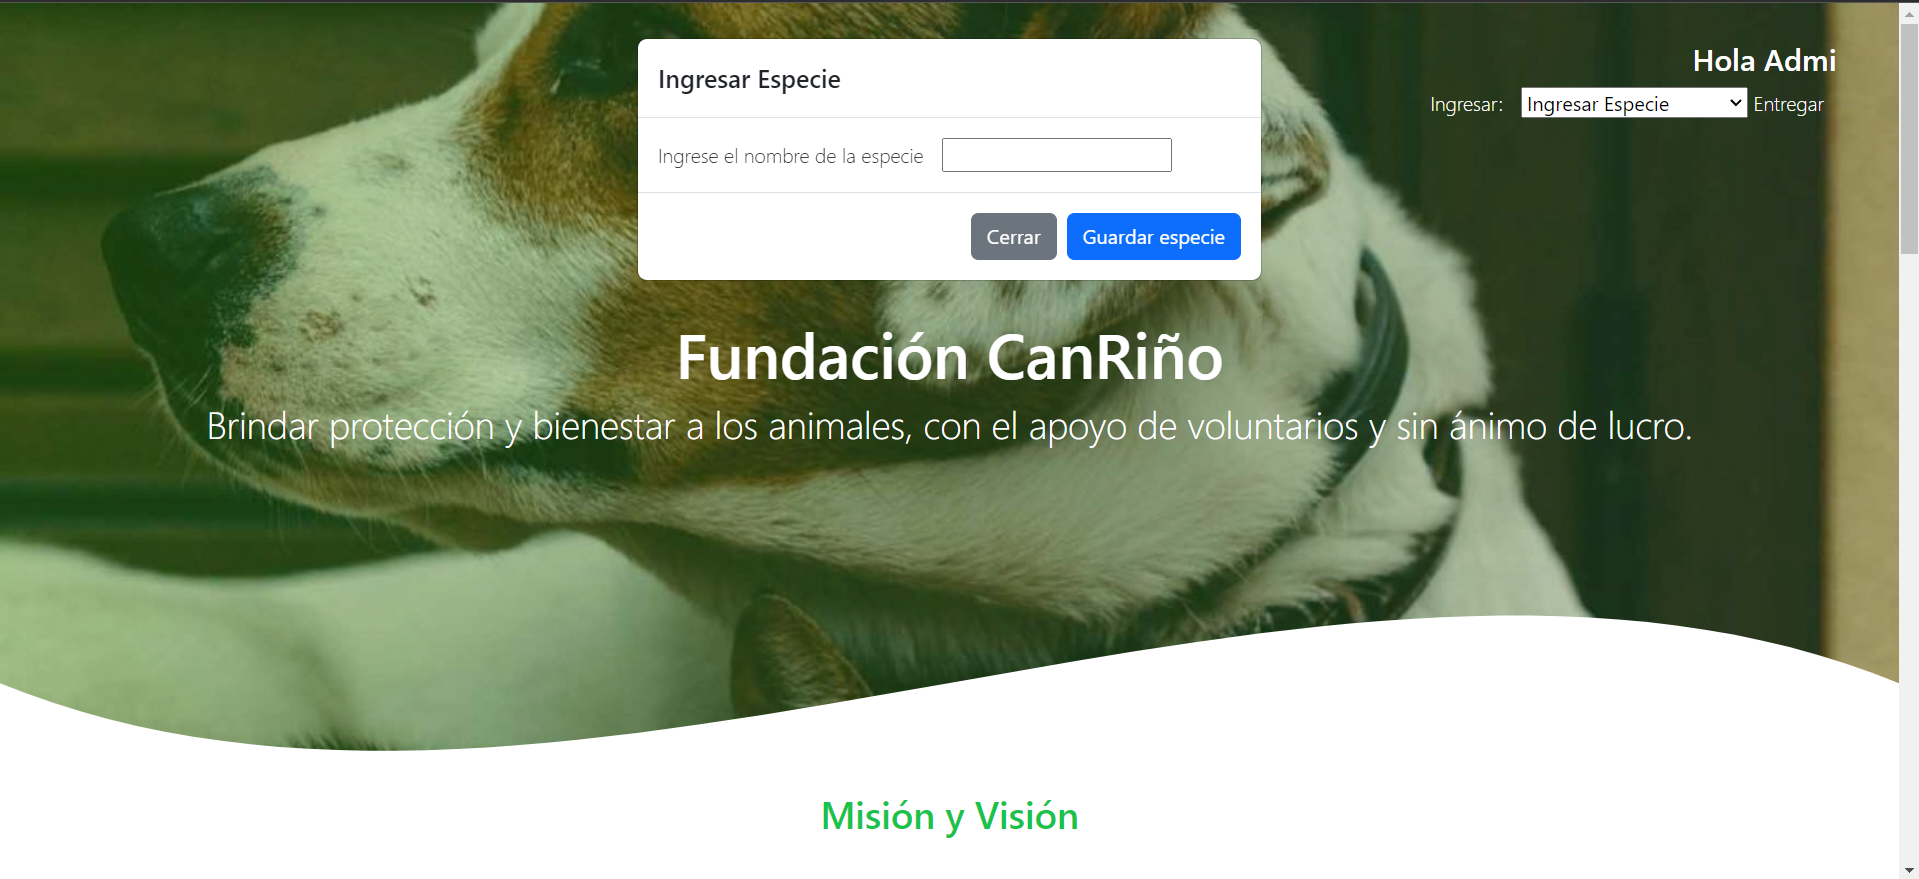 Ingresar Especie
Hola Admi
Ingresar: Ingresar Especie Entregar
Ingrese el nombre de la especie
Cerrar Guardar especie
Fundación CanRiño
Brindar protección y bienestar a los animales, con el apoyo de voluntarios y sin ánimo de lucro.
Misión y Visión